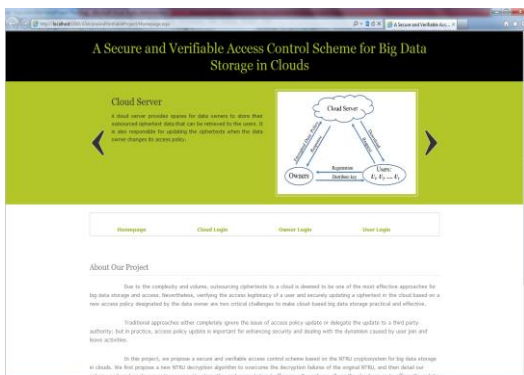 A Secure and Verifiable Access Control Scheme for Big Data
Storage in Clouds
Cloud Server
A cloud server provides spaces for data owners to store their
outsourced ciphertext data that can be retrieved by the users. It
is also responsible for updating the ciphertexts when the data
owner changes its access policy.
Cloud Server
Registration
Distribute key
Owners
Users:
Homepage Cloud Login Owner Login User Login
About Our Project
Due to the complexity and volume, outsourcing ciphertexts to a cloud is deemed to be one of the most effective approaches for
big data storage and access. Nevertheless, verifying the access legitimacy of a user and securely updating a ciphertext in the cloud based on a
new access policy designated by the data owner are two critical challenges to make cloud based big data storage practical and effective.
Traditional approaches either completely ignore the issue of access policy update or delegate the update to a third party
authority; but in practice, access policy update is important for enhancing security and dealing with the dynamism caused by user join and
leave activities.
In this project, we propose a secure and verifiable access control scheme based on the NTRU cryptosystem for big data storage
in clouds. We first propose a new NTRU decryption algorithm to overcome the decryption failures of the original NTRU, and then detail our